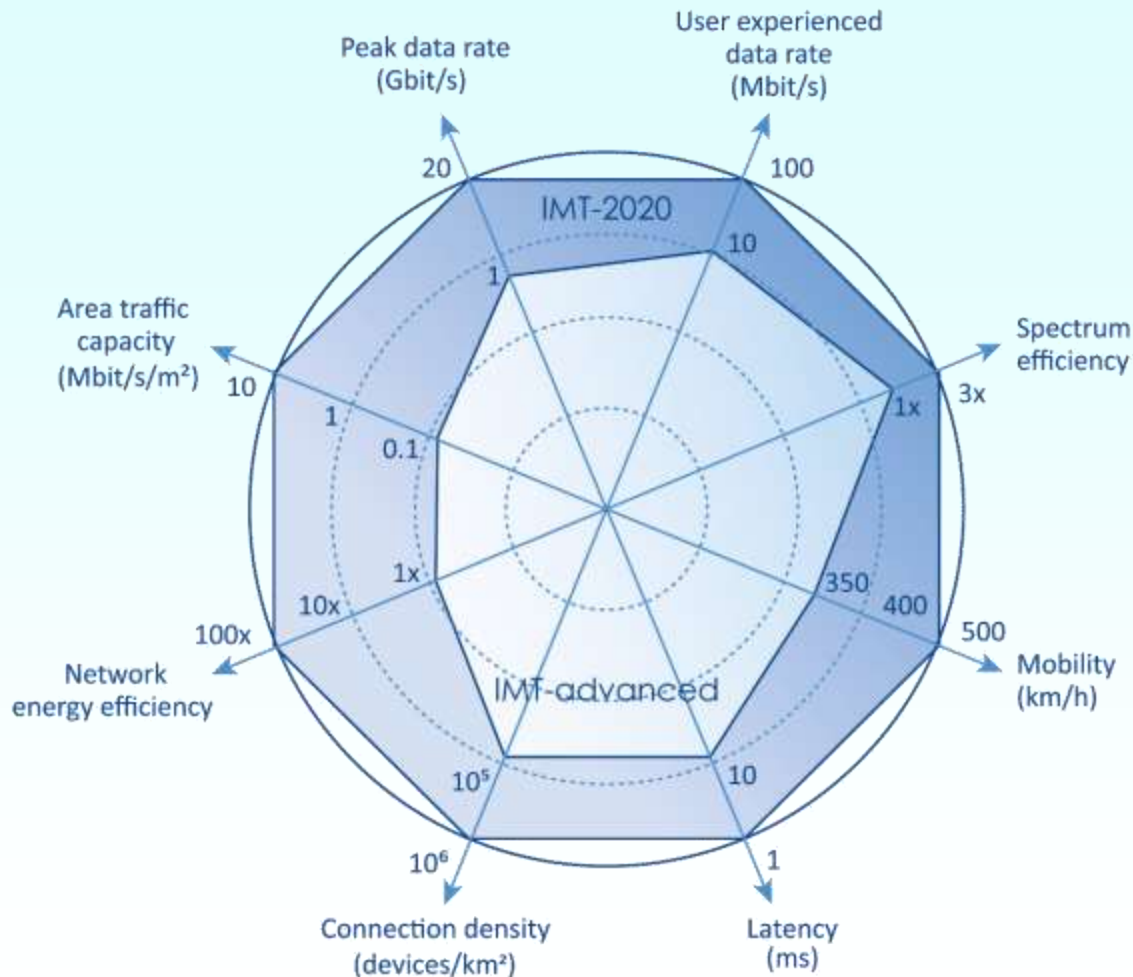 User experienced
data rate
(Mbit/s)
Peak data rate
(Gbit/s)
20
100
IMT-2020
10
1
Area traffic
capacity
(Mbit/s/m²)
Spectrum
efficiency
10
1
0.1
1x
3x
1x
10x
100x
350
400
500
Network
energy efficiency
Mobility
(km/h)
IMT-advanced
10⁵
10
10⁶
1
Connection density
(devices/km²)
Latency
(ms)